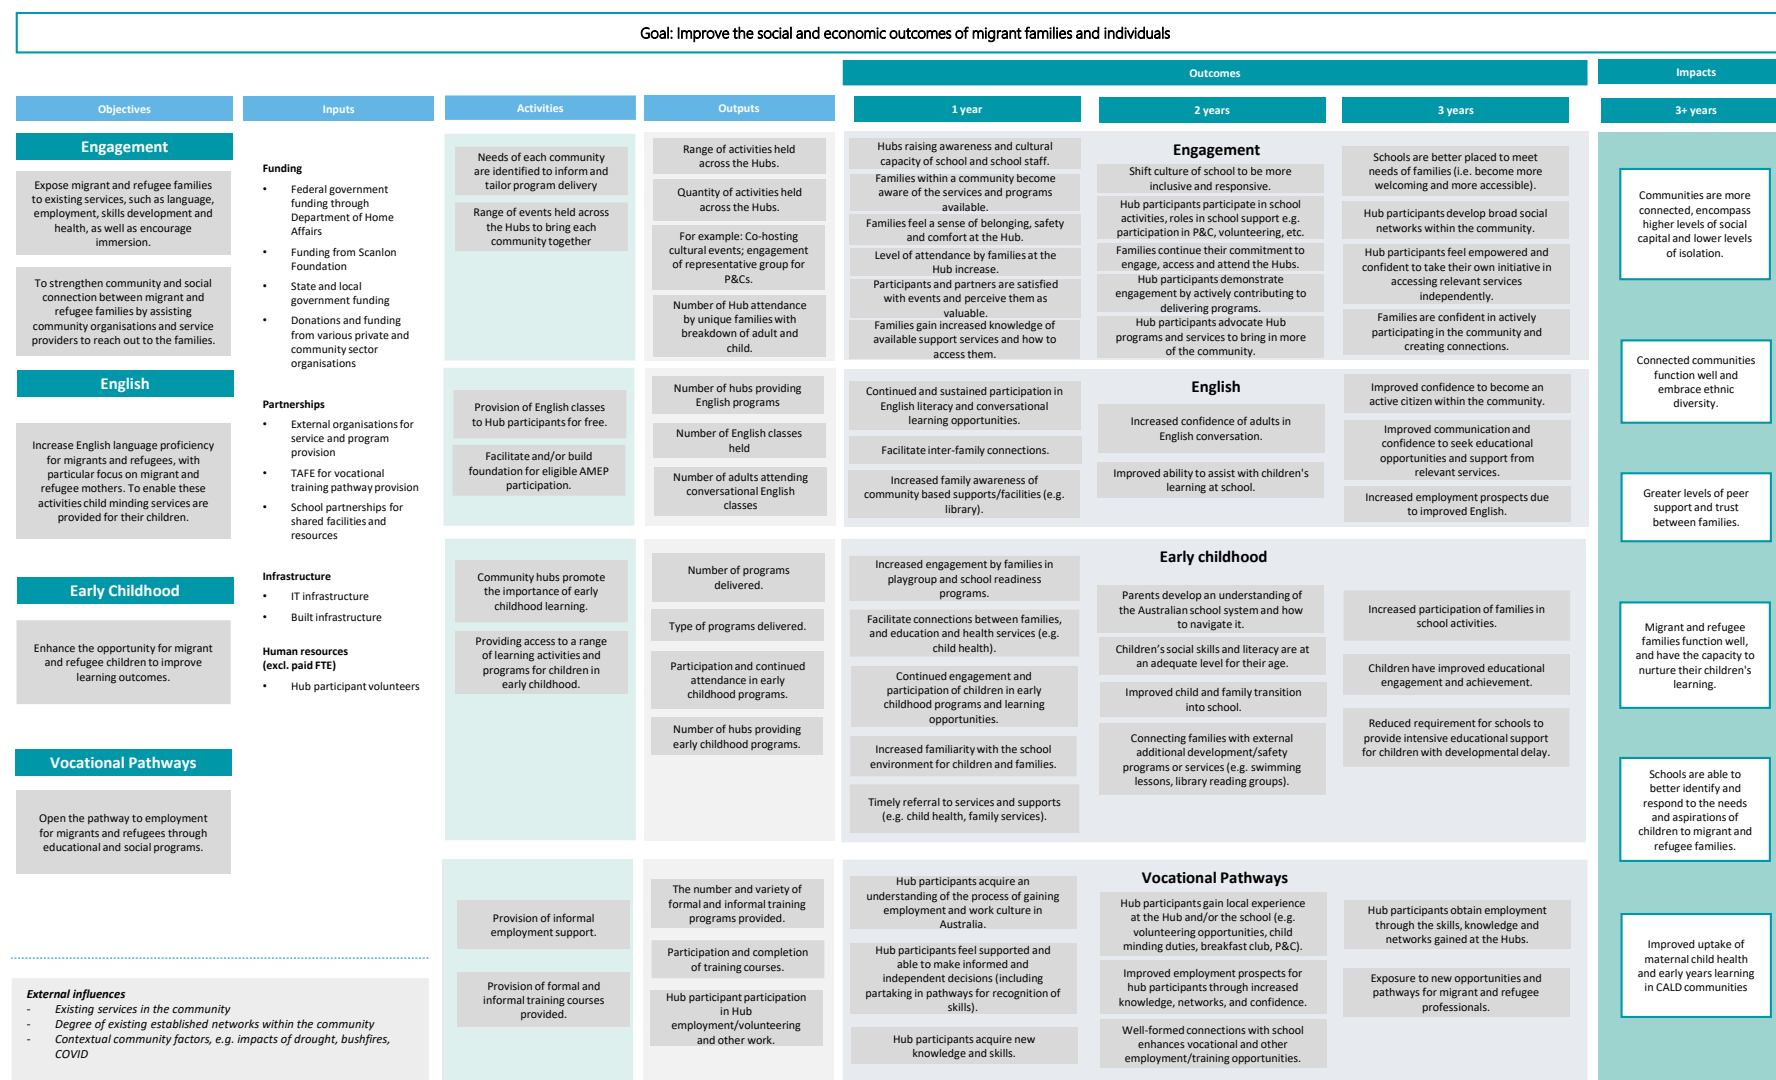 Goal: Improve the social and economic outcomes of migrant families and individuals
Outcomes
Impacts
Objectives
Inputs
Activities
Outputs
1 year
2 years
3 years
3+ years
Engagement
Expose migrant and refugee families
to existing services, such as language,
employment, skills development and
health, as well as encourage
immersion.
To strengthen community and social
connection between migrant and
refugee families by assisting
community organisations and service
providers to reach out to the families.
English
Increase English language proficiency
for migrants and refugees, with
particular focus on migrant and
refugee mothers. To enable these
activities child minding services are
provided for their children.
Early Childhood
Enhance the opportunity for migrant
and refugee children to improve
learning outcomes.
Vocational Pathways
Open the pathway to employment
for migrants and refugees through
educational and social programs.
External influences
- Existing services in the community
- Degree of existing established networks within the community
- Contextual community factors, e.g. impacts of drought, bushfires,
COVID
Funding
• Federal government
funding through
Department of Home
Affairs
• Funding from Scanlon
Foundation
• State and local
government funding
• Donations and funding
from various private and
community sector
organisations
Partnerships
• External organisations for
service and program
provision
• TAFE for vocational
training pathway provision
• School partnerships for
shared facilities and
resources
Infrastructure
• IT infrastructure
• Built infrastructure
Human resources
(excl. paid FTE)
• Hub participant volunteers
Needs of each community
are identified to inform and
tailor program delivery
Range of events held across
the Hubs to bring each
community together
Range of activities held
across the Hubs.
Quantity of activities held
across the Hubs.
For example: Co-hosting
cultural events; engagement
of representative group for
P&Cs.
Number of Hub attendance
by unique families with
breakdown of adult and
child.
Hubs raising awareness and cultural
capacity of school and school staff.
Families within a community become
aware of the services and programs
available.
Families feel a sense of belonging, safety
and comfort at the Hub.
Level of attendance by families at the
Hub increase.
Participants and partners are satisfied
with events and perceive them as
valuable.
Families gain increased knowledge of
available support services and how to
access them.
Engagement
Shift culture of school to be more
inclusive and responsive.
Hub participants participate in school
activities, roles in school support e.g.
participation in P&C, volunteering, etc.
Families continue their commitment to
engage, access and attend the Hubs.
Hub participants demonstrate
engagement by actively contributing to
delivering programs.
Hub participants advocate Hub
programs and services to bring in more
of the community.
Schools are better placed to meet
needs of families (i.e. become more
welcoming and more accessible).
Hub participants develop broad social
networks within the community.
Hub participants feel empowered and
confident to take their own initiative in
accessing relevant services
independently.
Families are confident in actively
participating in the community and
creating connections.
Provision of English classes
to Hub participants for free.
Facilitate and/or build
foundation for eligible AMEP
participation.
Number of hubs providing
English programs
Number of English classes
held
Number of adults attending
conversational English
classes
Continued and sustained participation in
English literacy and conversational
learning opportunities.
Facilitate inter-family connections.
Increased family awareness of
community based supports/facilities (e.g.
library).
English
Increased confidence of adults in
English conversation.
Improved ability to assist with children's
learning at school.
Improved confidence to become an
active citizen within the community.
Improved communication and
confidence to seek educational
opportunities and support from
relevant services.
Increased employment prospects due
to improved English.
Community hubs promote
the importance of early
childhood learning.
Providing access to a range
of learning activities and
programs for children in
early childhood.
Number of programs
delivered.
Type of programs delivered.
Participation and continued
attendance in early
childhood programs.
Number of hubs providing
early childhood programs.
Increased engagement by families in
playgroup and school readiness
programs.
Facilitate connections between families,
and education and health services (e.g.
child health).
Continued engagement and
participation of children in early
childhood programs and learning
opportunities.
Increased familiarity with the school
environment for children and families.
Timely referral to services and supports
(e.g. child health, family services).
Early childhood
Parents develop an understanding of
the Australian school system and how
to navigate it.
Children's social skills and literacy are at
an adequate level for their age.
Improved child and family transition
into school.
Connecting families with external
additional development/safety
programs or services (e.g. swimming
lessons, library reading groups).
Increased participation of families in
school activities.
Children have improved educational
engagement and achievement.
Reduced requirement for schools to
provide intensive educational support
for children with developmental delay.
Provision of informal
employment support.
Provision of formal and
informal training courses
provided.
The number and variety of
formal and informal training
programs provided.
Participation and completion
of training courses.
Hub participant participation
in Hub
employment/volunteering
and other work.
Hub participants acquire an
understanding of the process of gaining
employment and work culture in
Australia.
Hub participants feel supported and
able to make informed and
independent decisions (including
partaking in pathways for recognition of
skills).
Hub participants acquire new
knowledge and skills.
Vocational Pathways
Hub participants gain local experience
at the Hub and/or the school (e.g.
volunteering opportunities, child
minding duties, breakfast club, P&C).
Improved employment prospects for
hub participants through increased
knowledge, networks, and confidence.
Well-formed connections with school
enhances vocational and other
employment/training opportunities.
Hub participants obtain employment
through the skills, knowledge and
networks gained at the Hubs.
Exposure to new opportunities and
pathways for migrant and refugee
professionals.
Communities are more
connected, encompass
higher levels of social
capital and lower levels
of isolation.
Connected communities
function well and
embrace ethnic
diversity.
Greater levels of peer
support and trust
between families.
Migrant and refugee
families function well,
and have the capacity to
nurture their children's
learning.
Schools are able to
better identify and
respond to the needs
and aspirations of
children to migrant and
refugee families.
Improved uptake of
maternal child health
and early years learning
in CALD communities